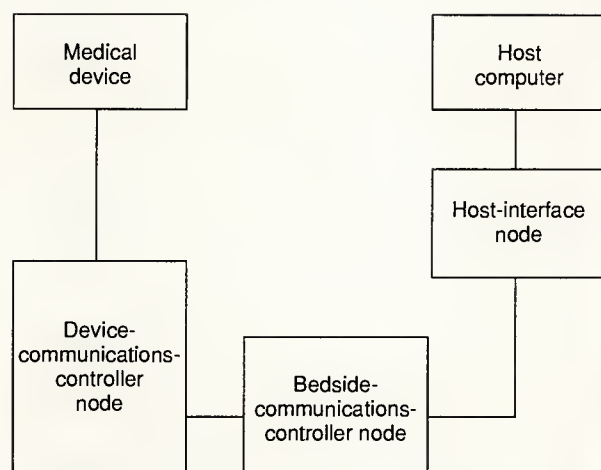 Medical
device
Host
computer
Host-interface
node
Device-
communications-
controller
node
Bedside-
communications-
controller node